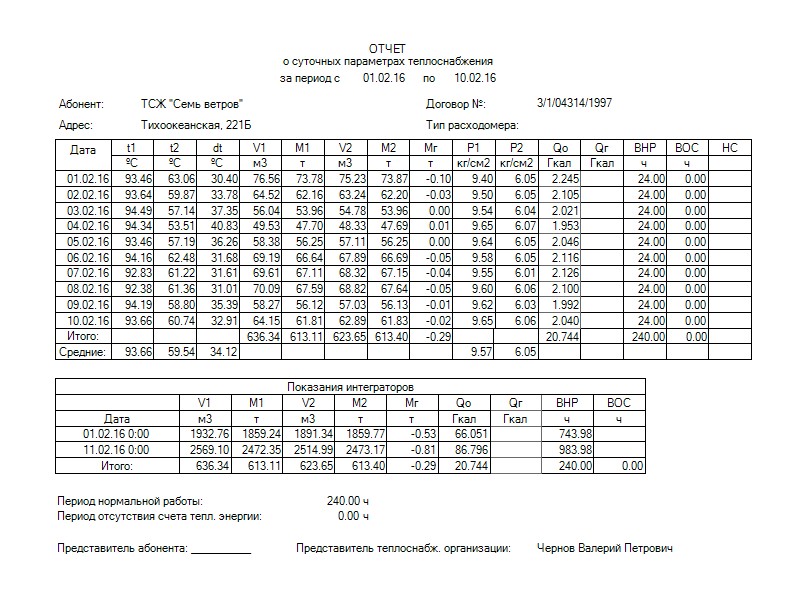 ОТЧЕТ
о суточных параметрах теплоснабжения
за период с 01.02.16 по 10.02.16
Абонент: ТСЖ "Семь ветров" Договор №: 3/1/04314/1997
Адрес: Тихоокеанская, 221Б Тип расходомера:
Дата t1 t2 dt V1 M1 V2 M2 Мг P1 P2 Qo Qг ВНР ВОС НС
ºС ºС ºС м3 т м3 т т кг/см2 кг/см2 Гкал Гкал ч ч
01.02.16 93.46 63.06 30.40 76.56 73.78 75.23 73.87 -0.10 9.40 6.05 2.245 24.00 0.00
02.02.16 93.64 59.87 33.78 64.52 62.16 63.24 62.20 -0.03 9.50 6.05 2.105 24.00 0.00
03.02.16 94.49 57.14 37.35 56.04 53.96 54.78 53.96 0.00 9.54 6.04 2.021 24.00 0.00
04.02.16 94.34 53.51 40.83 49.53 47.70 48.33 47.69 0.01 9.65 6.07 1.953 24.00 0.00
05.02.16 93.46 57.19 36.26 58.38 56.25 57.11 56.25 0.00 9.64 6.05 2.046 24.00 0.00
06.02.16 94.16 62.48 31.68 69.19 66.64 67.89 66.69 -0.05 9.58 6.05 2.116 24.00 0.00
07.02.16 92.83 61.22 31.61 69.61 67.11 68.32 67.15 -0.04 9.55 6.01 2.126 24.00 0.00
08.02.16 92.38 61.36 31.01 70.09 67.59 68.82 67.64 -0.05 9.60 6.06 2.100 24.00 0.00
09.02.16 94.19 58.80 35.39 58.27 56.12 57.03 56.13 -0.01 9.62 6.03 1.992 24.00 0.00
10.02.16 93.66 60.74 32.91 64.15 61.81 62.89 61.83 -0.02 9.65 6.06 2.040 24.00 0.00
Итого: 636.34 613.11 623.65 613.40 -0.29 20.744 240.00 0.00
Средние: 93.66 59.54 34.12 9.57 6.05
Показания интеграторов
V1 M1 V2 M2 Мг Qo Qг ВНР ВОС
Дата м3 т м3 т т Гкал Гкал ч ч
01.02.16 0:00 1932.76 1859.24 1891.34 1859.77 -0.53 66.051 743.98
11.02.16 0:00 2569.10 2472.35 2514.99 2473.17 -0.81 86.796 983.98
Итого: 636.34 613.11 623.65 613.40 -0.29 20.744 240.00 0.00
Период нормальной работы: 240.00 ч
Период отсутствия счета тепл. энергии: 0.00 ч
Представитель абонента: __________ Представитель теплоснабж. организации: Чернов Валерий Петрович